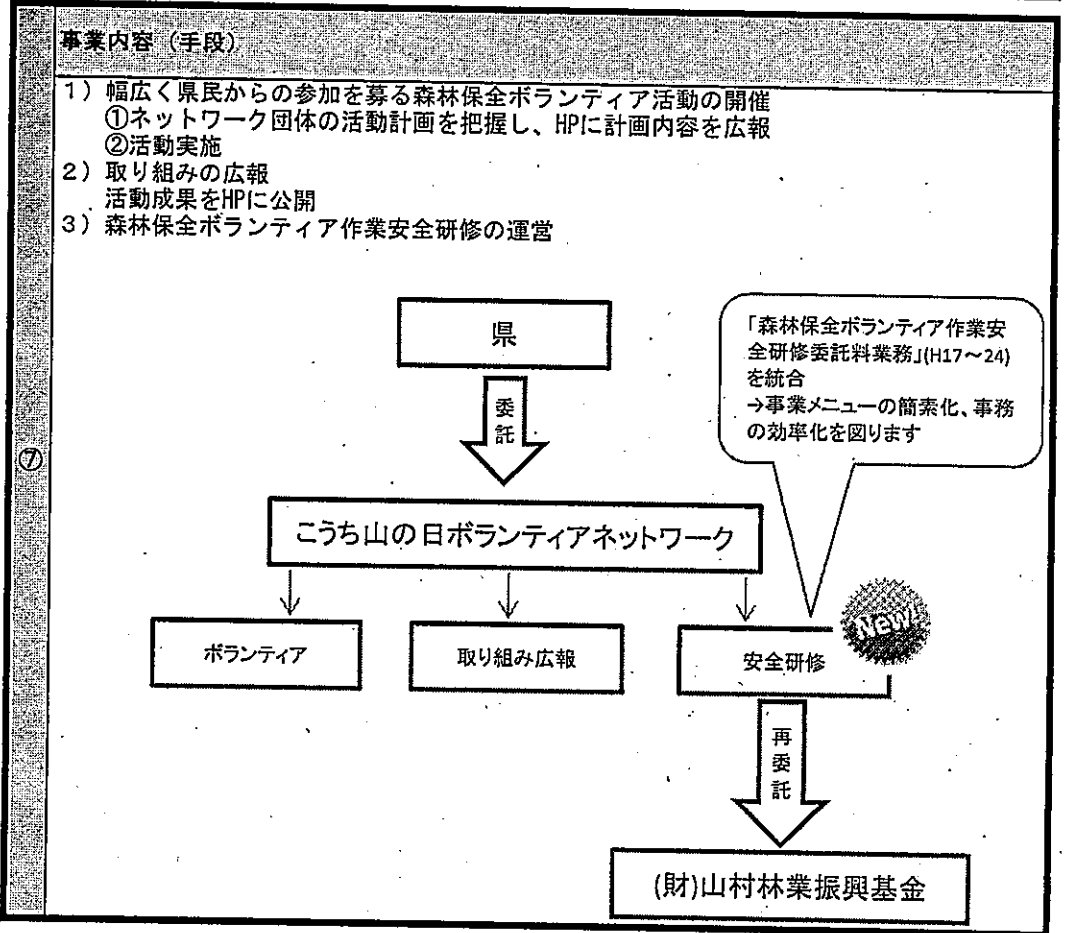 事業内容（手段）
1）幅広く県民からの参加を募る森林保全ボランティア活動の開催
①ネットワーク団体の活動計画を把握し、HPに計画内容を広報
②活動実施
2）取り組みの広報
活動成果をHPに公開
3）森林保全ボランティア作業安全研修の運営
⑦
県
「森林保全ボランティア作業安
全研修委託料業務」(H17～24)
を統合
→事業メニューの簡素化、事務
の効率化を図ります
委託
こうち山の日ボランティアネットワーク
New!
ボランティア
取り組み広報
安全研修
再委託
(財)山村林業振興基金